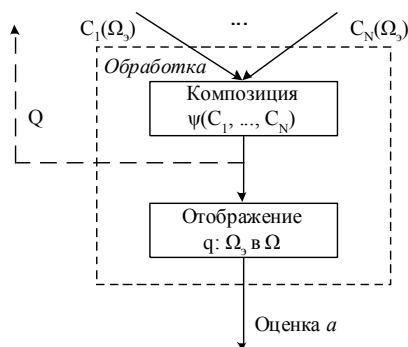 ...
C₁(Ωэ) Cₙ(Ωэ)
Обработка
Композиция
ψ(C₁, ..., Cₙ)
Q
Отображение
q: Ωэ в Ω
Оценка a